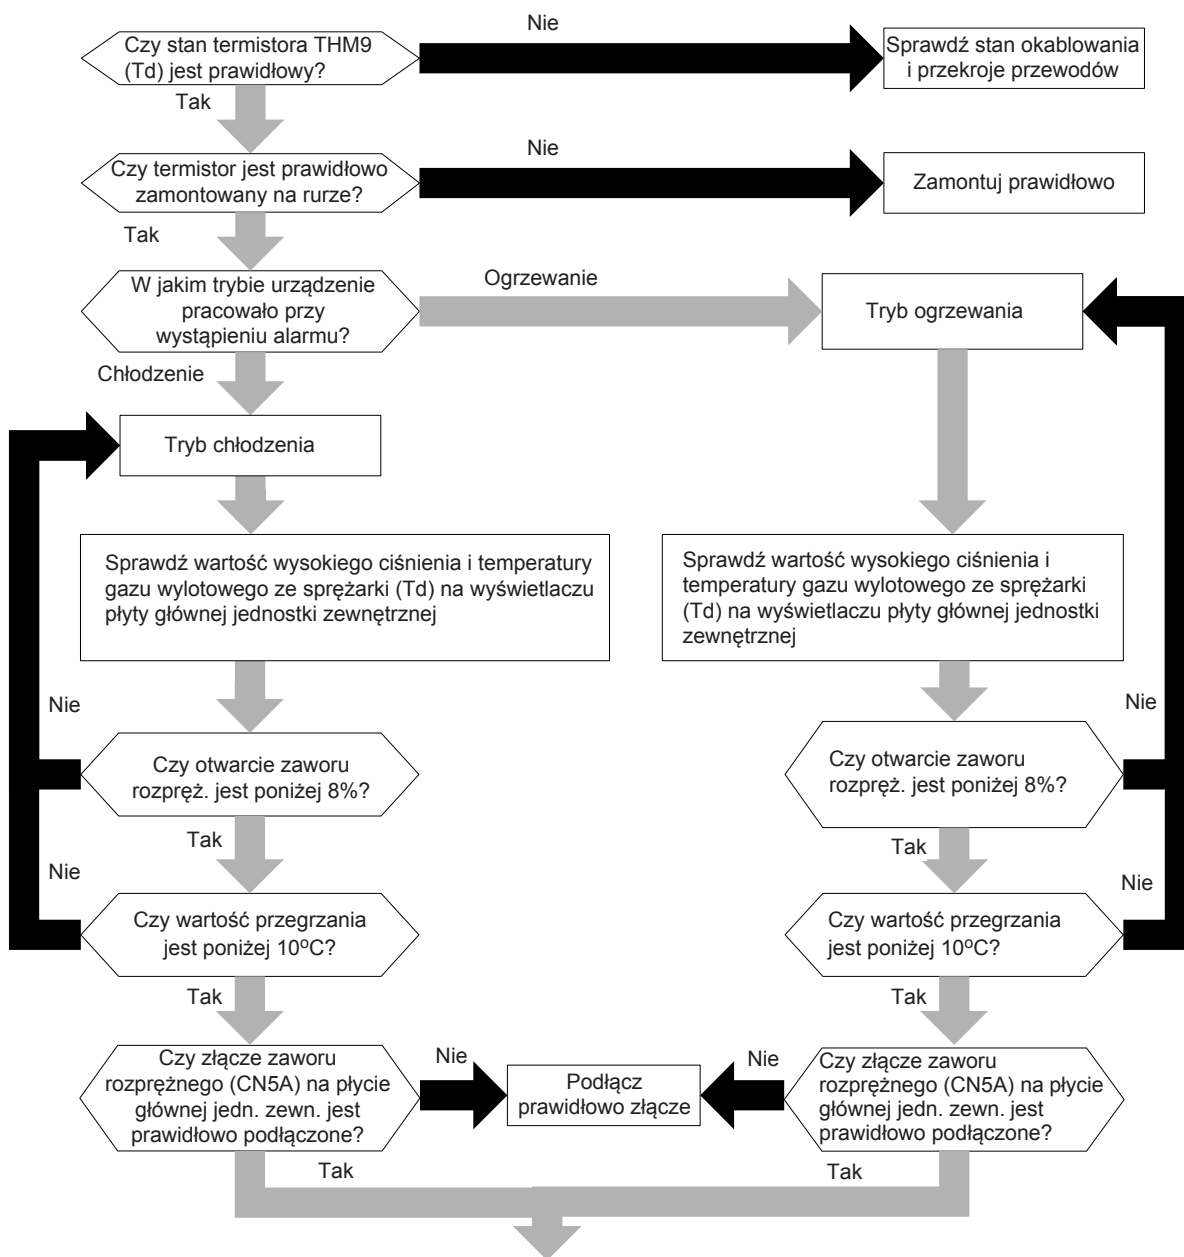 Czy stan termistora THM9
(Td) jest prawidłowy?
Nie
Sprawdź stan okablowania
i przekroje przewodów
Tak
Czy termistor jest prawidłowo
zamontowany na rurze?
Nie
Zamontuj prawidłowo
Tak
W jakim trybie urządzenie
pracowało przy
wystąpieniu alarmu?
Ogrzewanie
Tryb ogrzewania
Chłodzenie
Tryb chłodzenia
Sprawdź wartość wysokiego ciśnienia i temperatury
gazu wylotowego ze sprężarki (Td) na wyświetlaczu
płyty głównej jednostki zewnętrznej
Sprawdź wartość wysokiego ciśnienia i
temperatury gazu wylotowego ze sprężarki
(Td) na wyświetlaczu płyty głównej jednostki
zewnętrznej
Nie
Nie
Czy otwarcie zaworu
rozpręż. jest poniżej 8%?
Czy otwarcie zaworu
rozpręż. jest poniżej 8%?
Tak
Tak
Nie
Nie
Czy wartość przegrzania
jest poniżej 10ºC?
Czy wartość przegrzania
jest poniżej 10ºC?
Tak
Tak
Czy złącze zaworu
rozprężnego (CN5A) na płycie
głównej jedn. zewn. jest
prawidłowo podłączone?
Nie
Podłącz
prawidłowo złącze
Nie
Czy złącze zaworu
rozprężnego (CN5A) na płycie
głównej jedn. zewn. jest
prawidłowo podłączone?
Tak
Tak